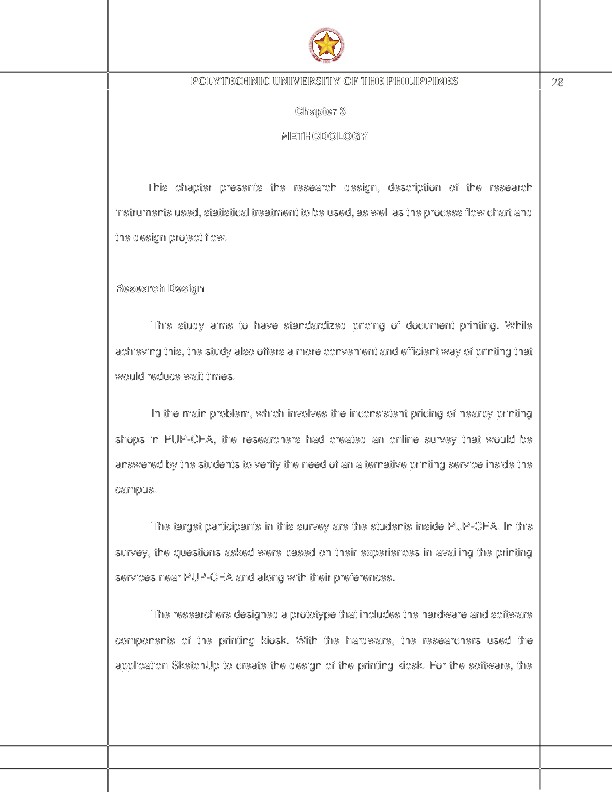 POLYTECHNIC UNIVERSITY OF THE PHILIPPINES
28
Chapter 3
METHODOLOGY
This chapter presents the research design, description of the research
instruments used, statistical treatment to be used, as well as the process flow chart and
the design project flow.
Research Design
This study aims to have standardized pricing of document printing. While
achieving this, the study also offers a more convenient and efficient way of printing that
would reduce wait times.
In the main problem, which involves the inconsistent pricing of nearby printing
shops in PUP-CEA, the researchers had created an online survey that would be
answered by the students to verify the need of an alternative printing service inside the
campus.
The target participants in this survey are the students inside PUP-CEA. In this
survey, the questions asked were based on their experiences in availing the printing
services near PUP-CEA and along with their preferences.
The researchers designed a prototype that includes the hardware and software
components of the printing kiosk. With the hardware, the researchers used the
application SketchUp to create the design of the printing kiosk. For the software, the